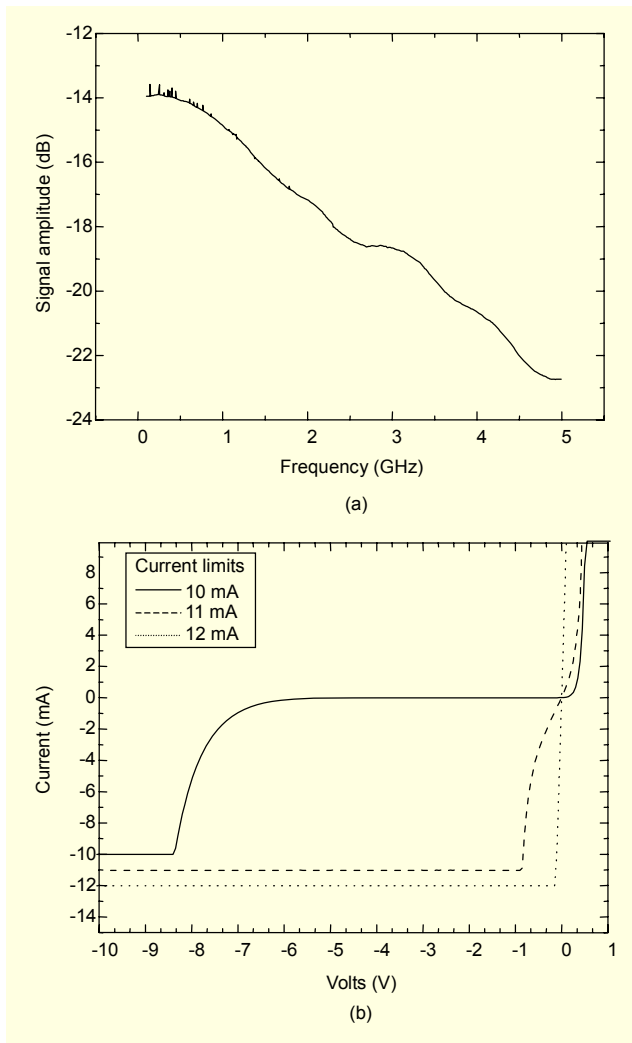 -12
-14
-16
-18
-20
-22
-24
Signal amplitude (dB)
0 1 2 3 4 5
Frequency (GHz)
(a)
Current limits
10 mA
11 mA
12 mA
8
6
4
2
0
-2
-4
-6
-8
-10
-12
-14
Current (mA)
-10 -9 -8 -7 -6 -5 -4 -3 -2 -1 0 1
Volts (V)
(b)